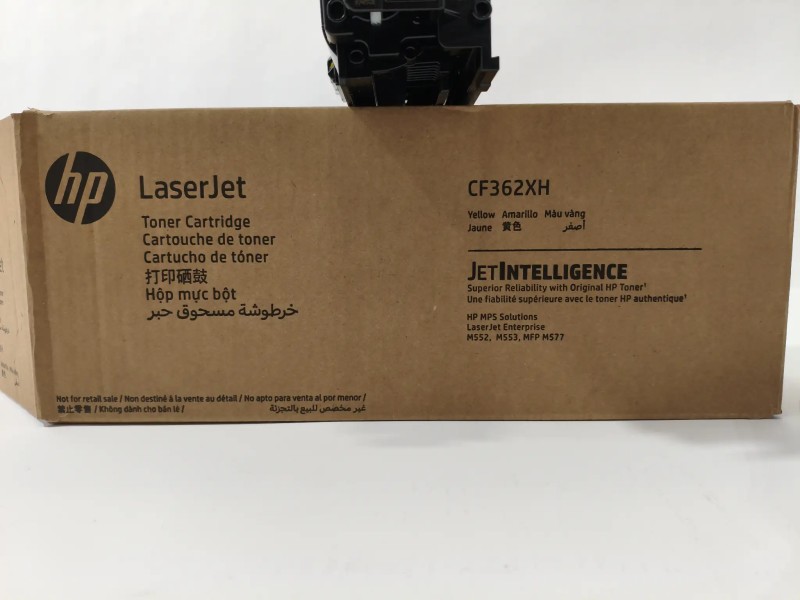 hp
LaserJet
Toner Cartridge
Cartouche de toner
Cartucho de tóner
打印硒鼓
Hộp mực bột
خرطوشة مسحوق حبر
Not for retail sale / Non destiné à la vente au détail / No apto para venta al por menor /
禁止零售 / Không dành cho bán lẻ / غير مخصص للبيع بالتجزئة
CF362XH
Yellow Amarillo Màu vàng
Jaune 黄色 أصفر
JETINTELLIGENCE
Superior Reliability with Original HP Toner¹
Une fiabilité supérieure avec le toner HP authentique¹
HP MPS Solutions
LaserJet Enterprise
M552, M553, MFP M577